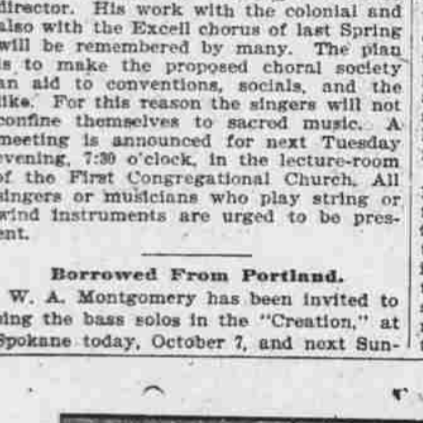 director. His work with the colonial and
also with the Excell chorus of last Spring
will be remembered by many. The plan
is to make the proposed choral society
an aid to conventions, socials, and the
like. For this reason the singers will not
confine themselves to sacred music. A
meeting is announced for next Tuesday
evening, 7:30 o'clock, in the lecture-room
of the First Congregational Church. All
singers or musicians who play string or
wind instruments are urged to be pres-
ent.
Borrowed From Portland.
W. A. Montgomery has been invited to
sing the bass solos in the "Creation," at
Spokane today, October 7, and next Sun-